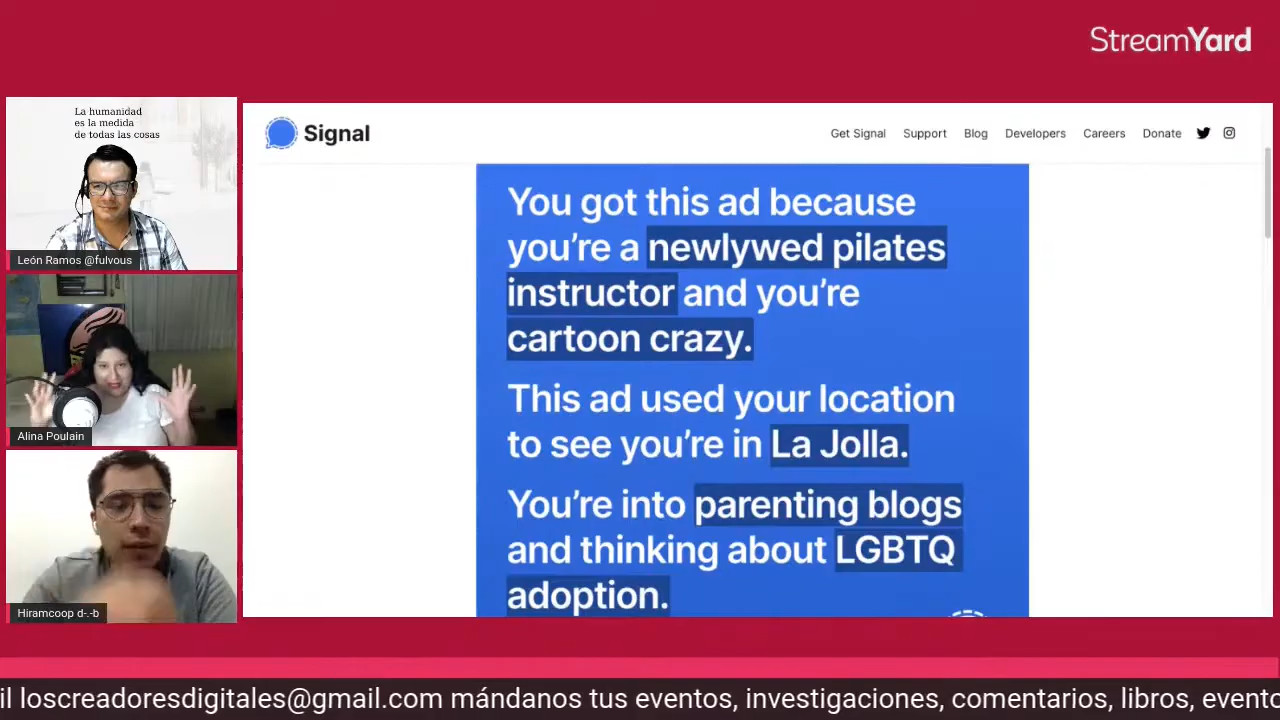 StreamYard
La humanidad
es la medida
de todas las cosas
León Ramos @fulvous
Alina Poulain
Hiramcoop d-.-b
Signal
Get Signal Support Blog Developers Careers Donate
You got this ad because
you’re a newlywed pilates
instructor and you’re
cartoon crazy.
This ad used your location
to see you’re in La Jolla.
You’re into parenting blogs
and thinking about LGBTQ
adoption.
il loscreadoresdigitales@gmail.com mándanos tus eventos, investigaciones, comentarios, libros, evento